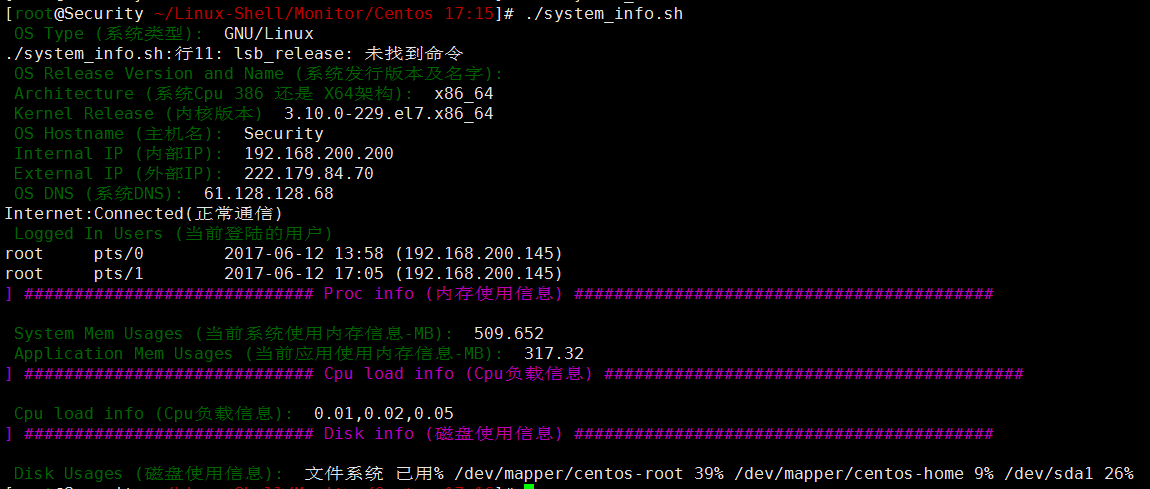 [root@Security ~/Linux-Shell/Monitor/Centos 17:15]# ./system_info.sh
OS Type (系统类型): GNU/Linux
./system_info.sh:行11: lsb_release: 未找到命令
OS Release Version and Name (系统发行版本及名字):
Architecture (系统Cpu 386 还是 X64架构): x86_64
Kernel Release (内核版本) 3.10.0-229.el7.x86_64
OS Hostname (主机名): Security
Internal IP (内部IP): 192.168.200.200
External IP (外部IP): 222.179.84.70
OS DNS (系统DNS): 61.128.128.68
Internet:Connected(正常通信)
Logged In Users (当前登陆的用户)
root pts/0 2017-06-12 13:58 (192.168.200.145)
root pts/1 2017-06-12 17:05 (192.168.200.145)
] ############################# Proc info (内存使用信息) ##########################################
System Mem Usages (当前系统使用内存信息-MB): 509.652
Application Mem Usages (当前应用使用内存信息-MB): 317.32
] ############################# Cpu load info (Cpu负载信息) ##########################################
Cpu load info (Cpu负载信息): 0.01,0.02,0.05
] ############################# Disk info (磁盘使用信息) ##########################################
Disk Usages (磁盘使用信息): 文件系统 已用% /dev/mapper/centos-root 39% /dev/mapper/centos-home 9% /dev/sda1 26%